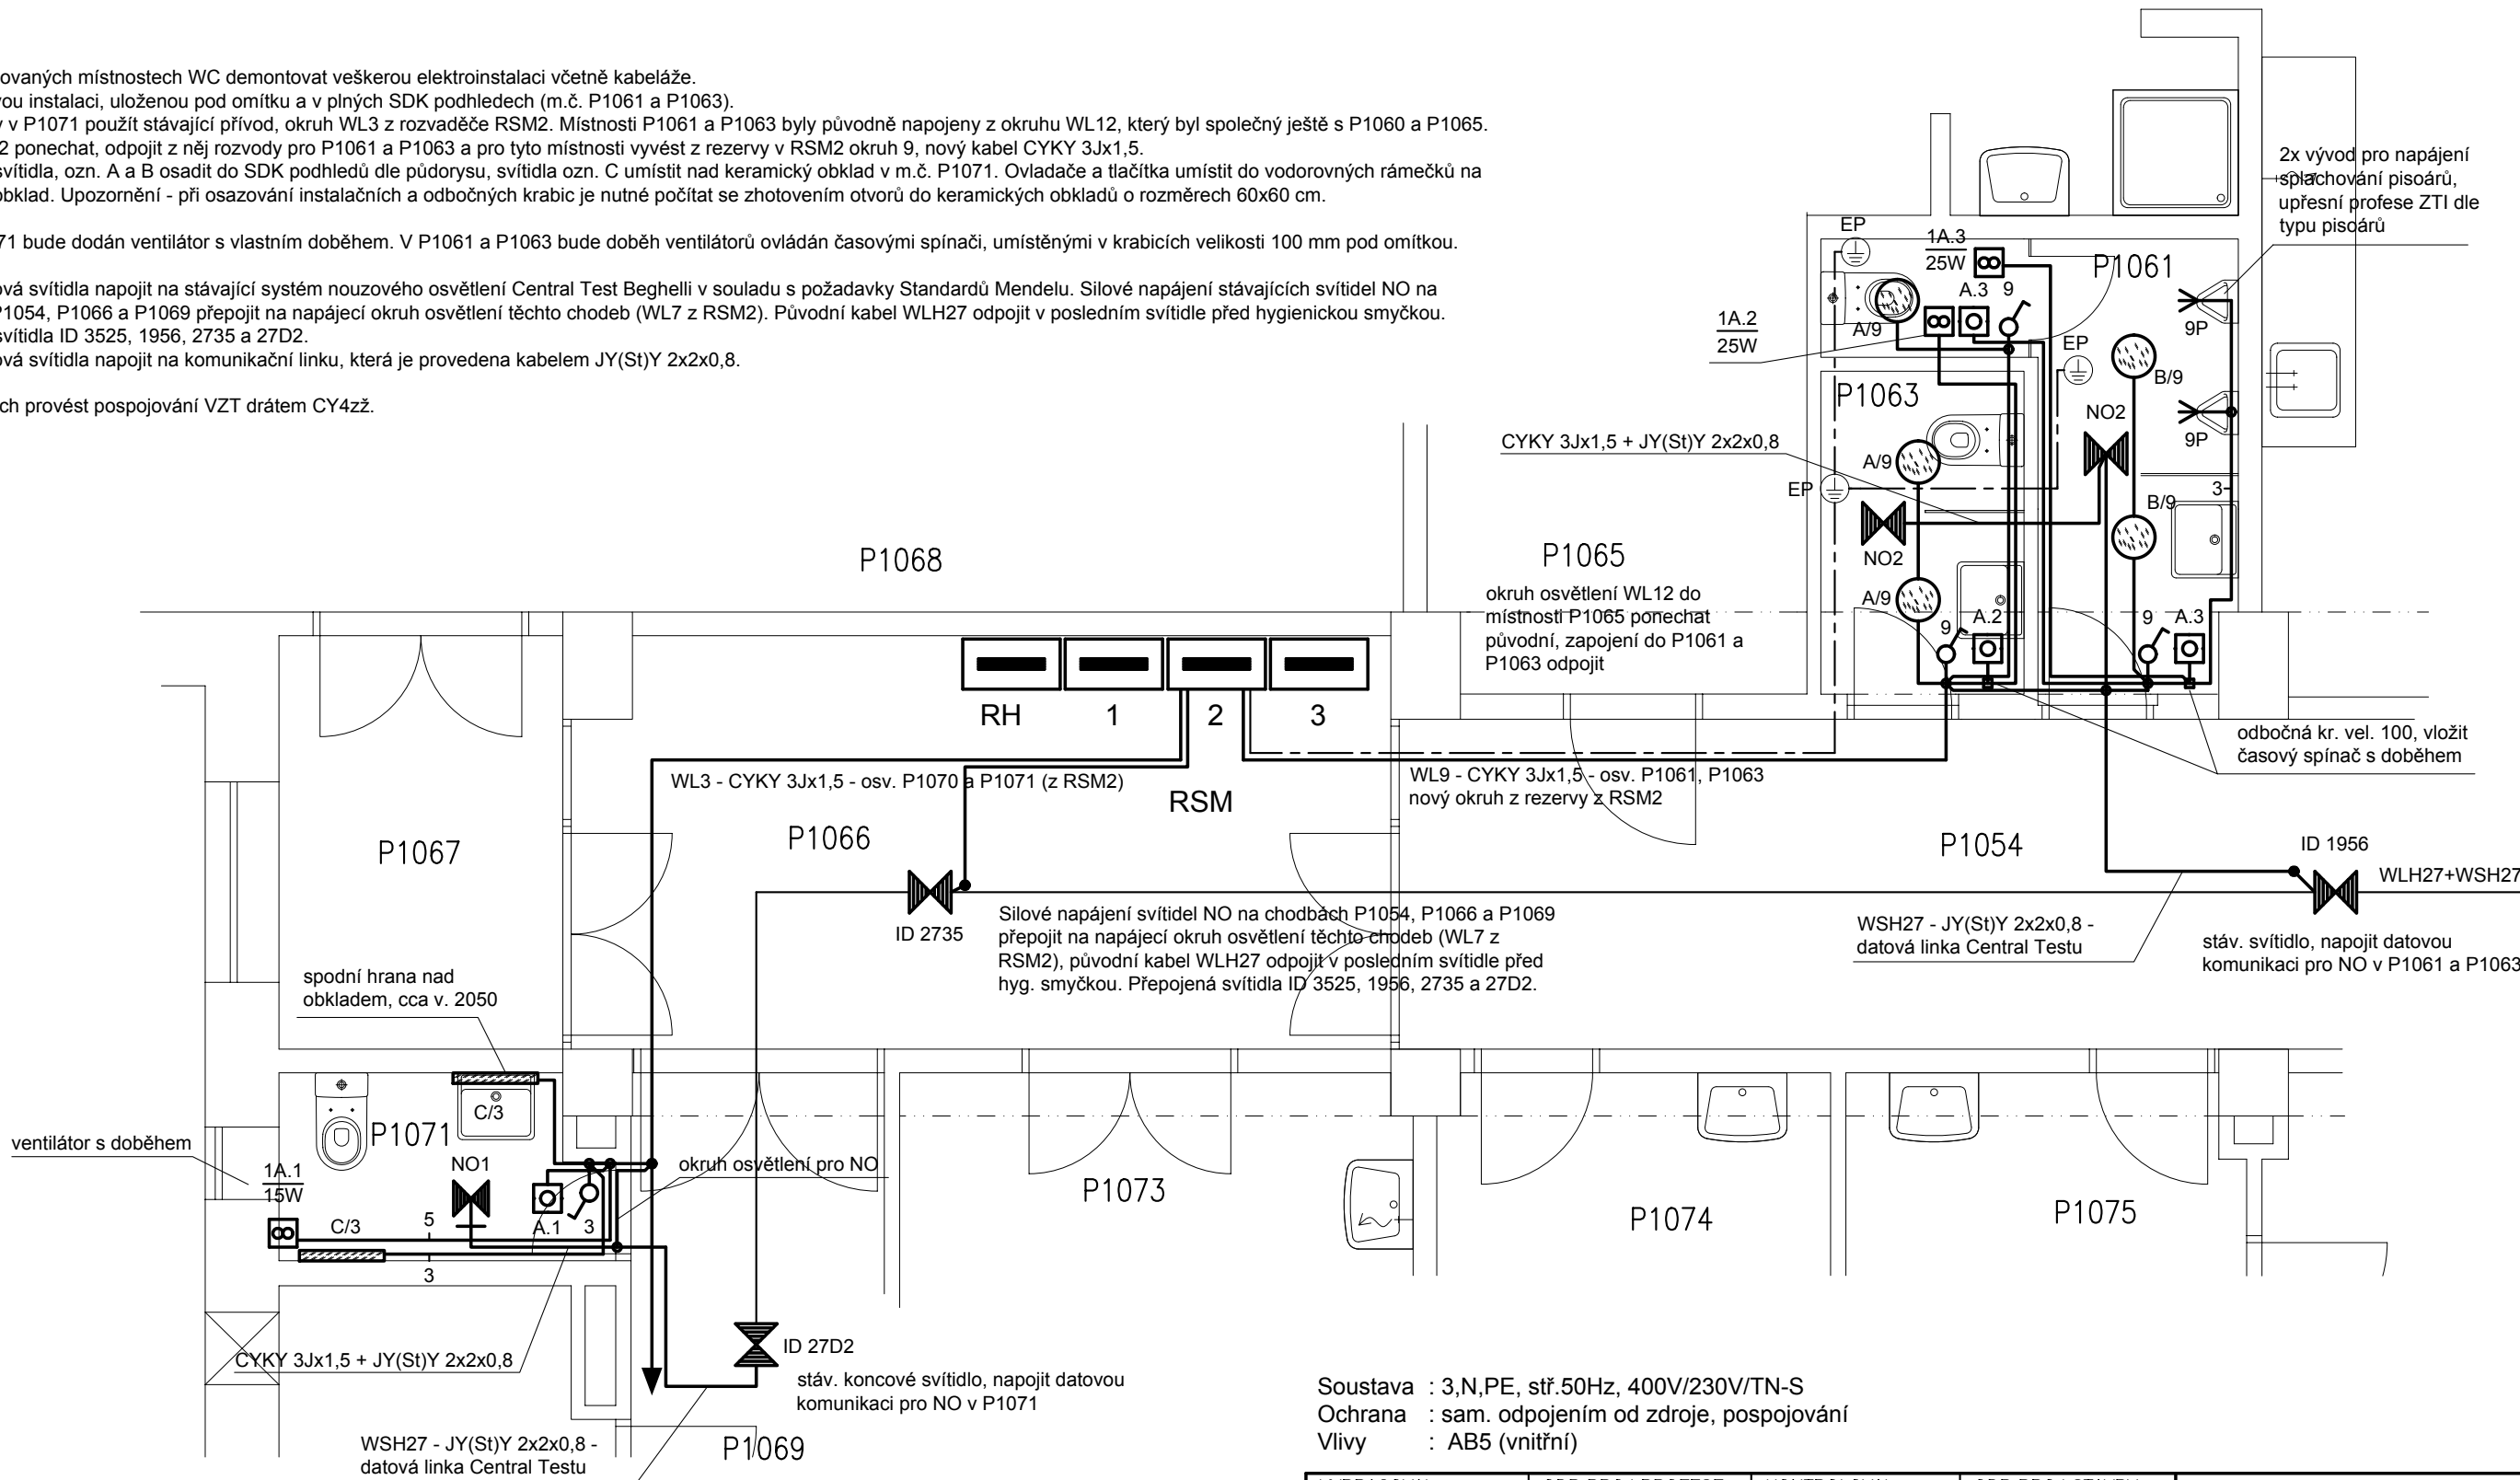 ovaných místnostech WC demontovat veškerou elektroinstalaci včetně kabeláže.
vou instalaci, uloženou pod omítku a v plných SDK podhledech (m.č. P1061 a P1063).
v P1071 použít stávající přívod, okruh WL3 z rozvaděče RSM2. Místnosti P1061 a P1063 byly původně napojeny z okruhu WL12, který byl společný ještě s P1060 a P1065.
2 ponechat, odpojit z něj rozvody pro P1061 a P1063 a pro tyto místnosti vyvést z rezervy v RSM2 okruh 9, nový kabel CYKY 3Jx1,5.
svítidla, ozn. A a B osadit do SDK podhledů dle půdorysu, svítidla ozn. C umístit nad keramický obklad v m.č. P1071. Ovladače a tlačítka umístit do vodorovných rámečků na
obklad. Upozornění - při osazování instalačních a odbočných krabic je nutné počítat se zhotovením otvorů do keramických obkladů o rozměrech 60x60 cm.
71 bude dodán ventilátor s vlastním doběhem. V P1061 a P1063 bude doběh ventilátorů ovládán časovými spínači, umístěnými v krabicích velikosti 100 mm pod omítkou.
ová svítidla napojit na stávající systém nouzového osvětlení Central Test Beghelli v souladu s požadavky Standardů Mendelu. Silové napájení stávajících svítidel NO na
P1054, P1066 a P1069 přepojit na napájecí okruh osvětlení těchto chodeb (WL7 z RSM2). Původní kabel WLH27 odpojit v posledním svítidle před hygienickou smyčkou.
svítidla ID 3525, 1956, 2735 a 27D2.
ová svítidla napojit na komunikační linku, která je provedena kabelem JY(St)Y 2x2x0,8.
ch provést pospojování VZT drátem CY4zž.
2x vývod pro napájení
splachování pisoárů,
upřesní profese ZTI dle
typu pisoárů
EP
1A.3
25W
P1061
A.3
9
9P
A/9
1A.2
25W
EP
B/9
P1063
NO2
9P
CYKY 3Jx1,5 + JY(St)Y 2x2x0,8
A/9
EP
3
B/9
NO2
P1068
P1065
okruh osvětlení WL12 do
místnosti P1065 ponechat
původní, zapojení do P1061 a
P1063 odpojit
A/9
9
A.2
9
A.3
RH
1
2
3
odbočná kr. vel. 100, vložit
časový spínač s doběhem
WL3 - CYKY 3Jx1,5 - osv. P1070 a P1071 (z RSM2)
RSM
WL9 - CYKY 3Jx1,5 - osv. P1061, P1063
nový okruh z rezervy z RSM2
P1067
P1066
P1054
ID 1956
WLH27+WSH27
ID 2735
Silové napájení svítidel NO na chodbách P1054, P1066 a P1069
přepojit na napájecí okruh osvětlení těchto chodeb (WL7 z
RSM2), původní kabel WLH27 odpojit v posledním svítidle před
hyg. smyčkou. Přepojená svítidla ID 3525, 1956, 2735 a 27D2.
WSH27 - JY(St)Y 2x2x0,8 -
datová linka Central Testu
stáv. svítidlo, napojit datovou
komunikaci pro NO v P1061 a P1063
spodní hrana nad
obkladem, cca v. 2050
C/3
P1071
ventilátor s doběhem
1A.1
15W
NO1
okruh osvětlení pro NO
C/3
5
A.1
3
3
P1073
P1074
P1075
CYKY 3Jx1,5 + JY(St)Y 2x2x0,8
ID 27D2
stáv. koncové svítidlo, napojit datovou
komunikaci pro NO v P1071
WSH27 - JY(St)Y 2x2x0,8 -
datová linka Central Testu
P1069
Soustava : 3,N,PE, stř.50Hz, 400V/230V/TN-S
Ochrana : sam. odpojením od zdroje, pospojování
Vlivy : AB5 (vnitřní)